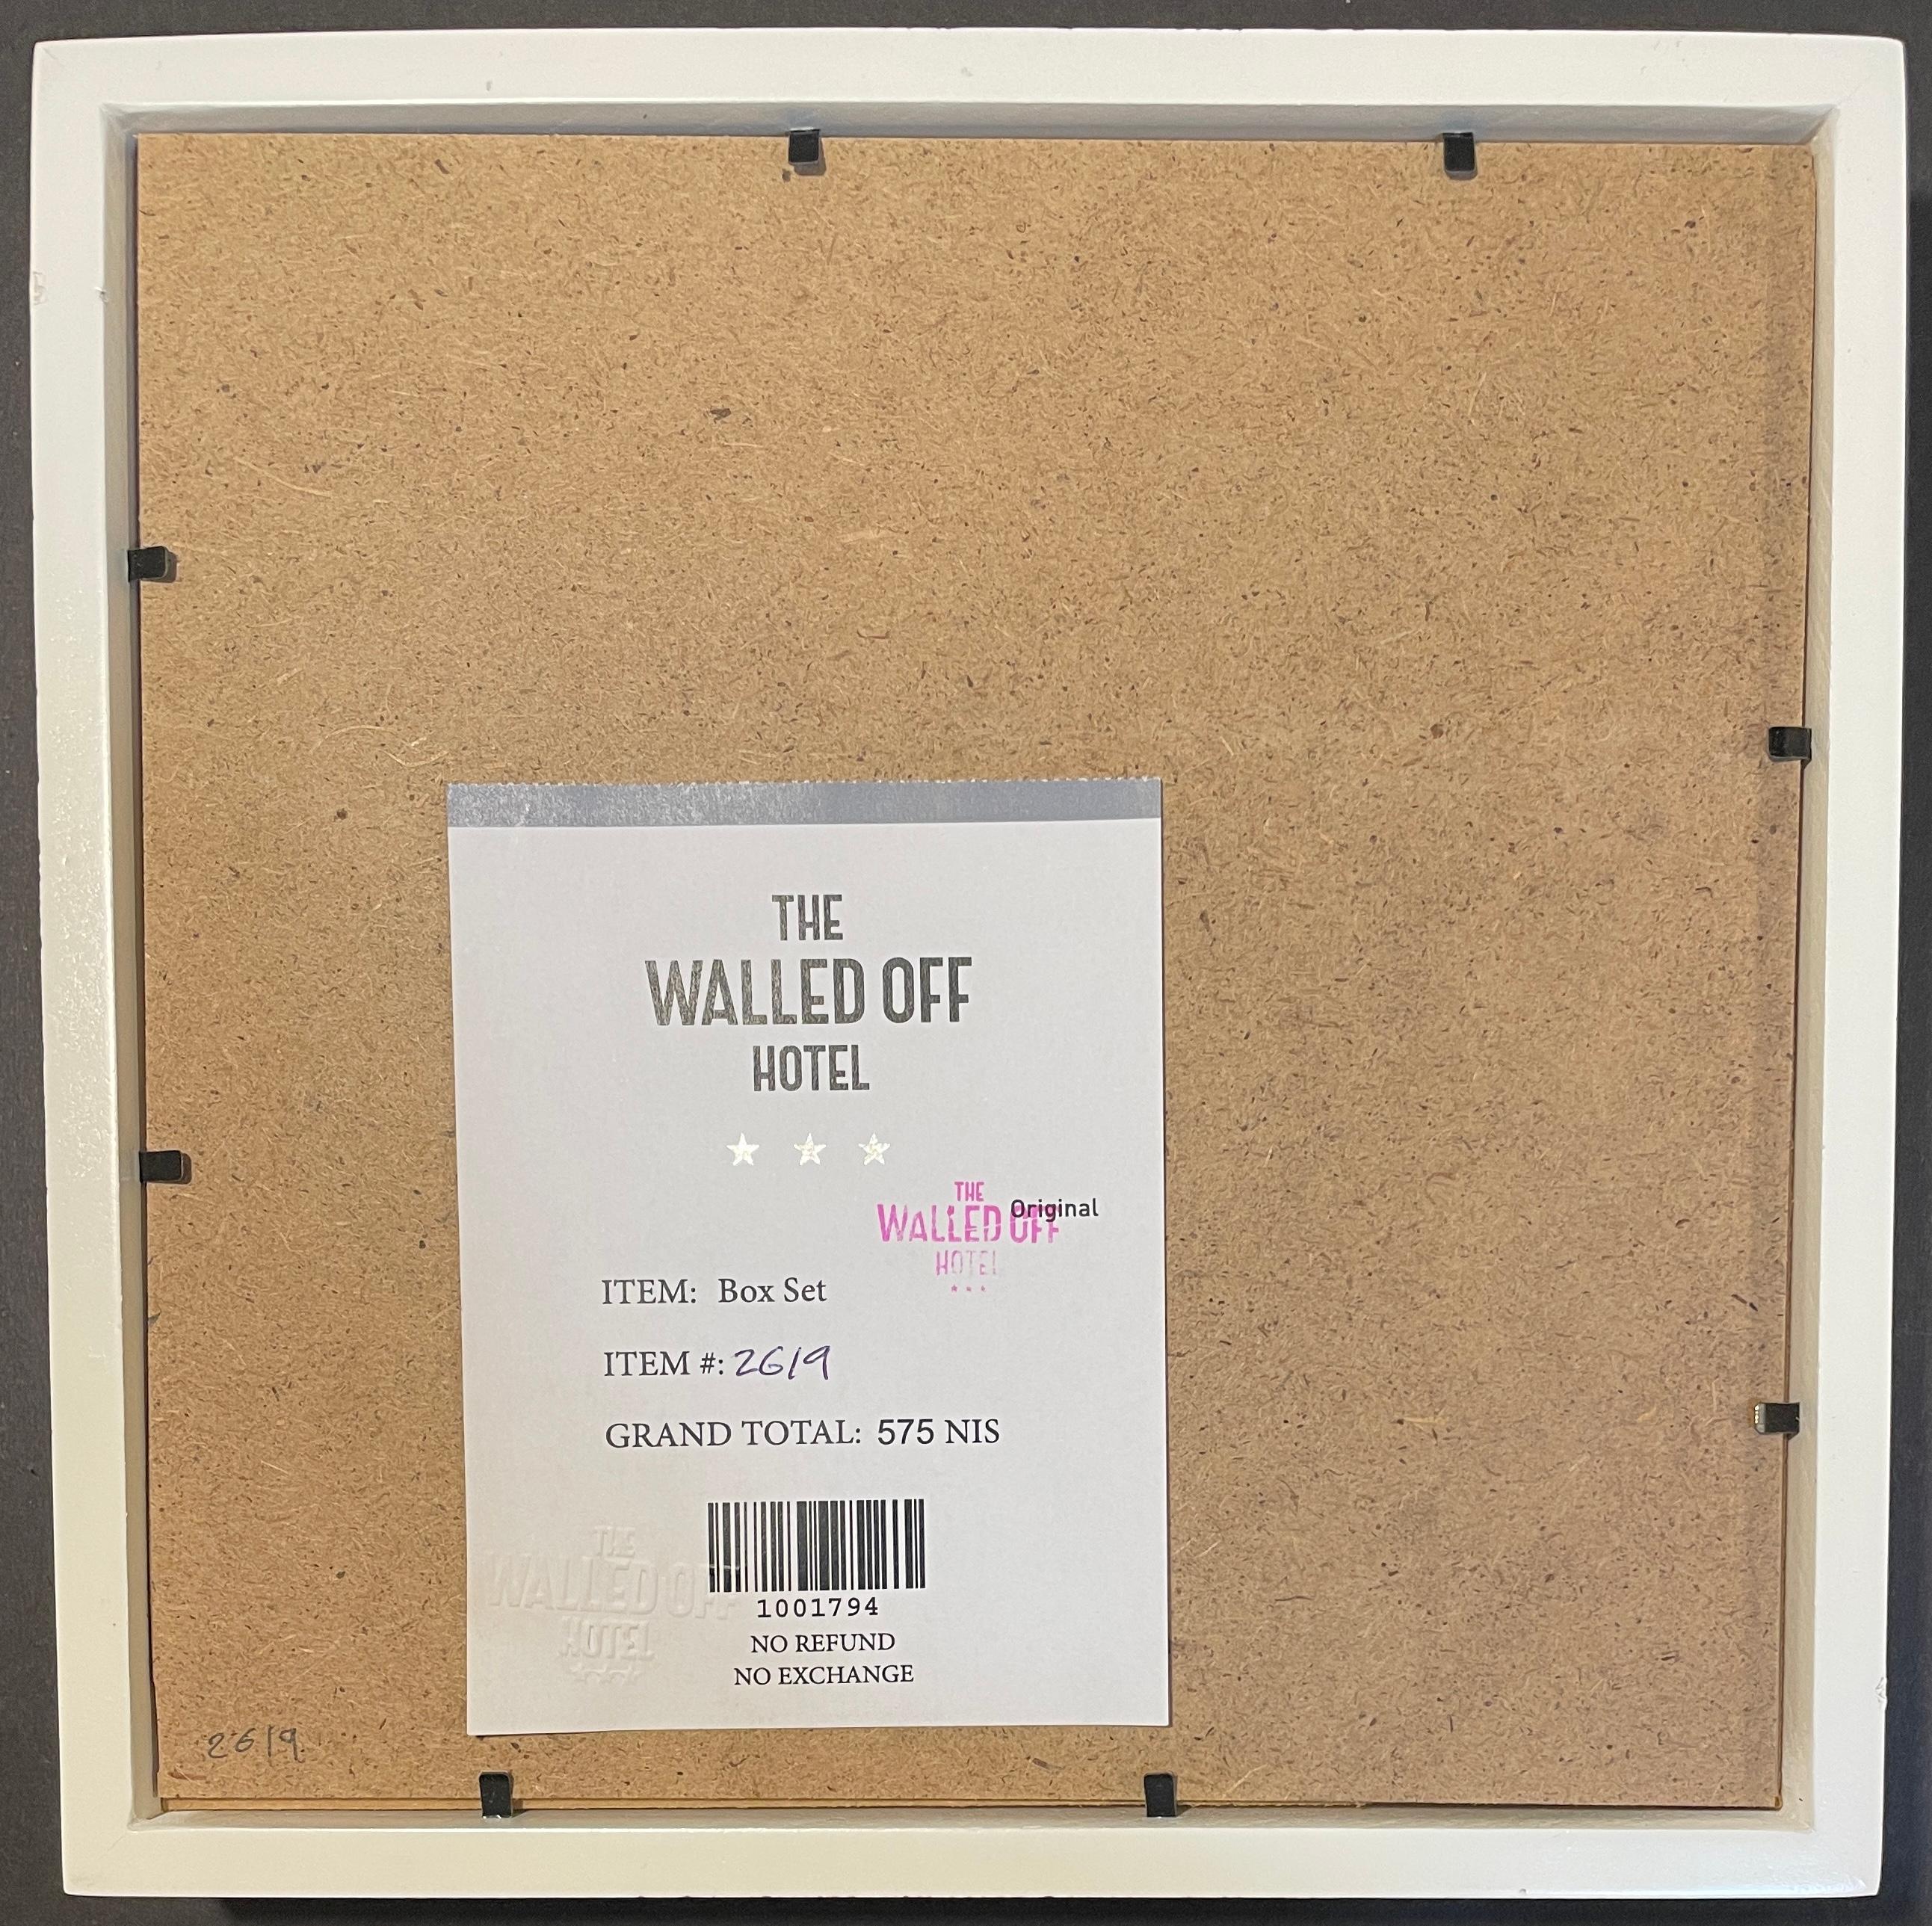 THE
WALLED OFF
HOTEL
THE
WALLED OFF
Original
HOTEL
ITEM: Box Set
ITEM #: 2619
GRAND TOTAL: 575 NIS
1001794
THE
WALLED OFF
HOTEL
NO REFUND
NO EXCHANGE
2619